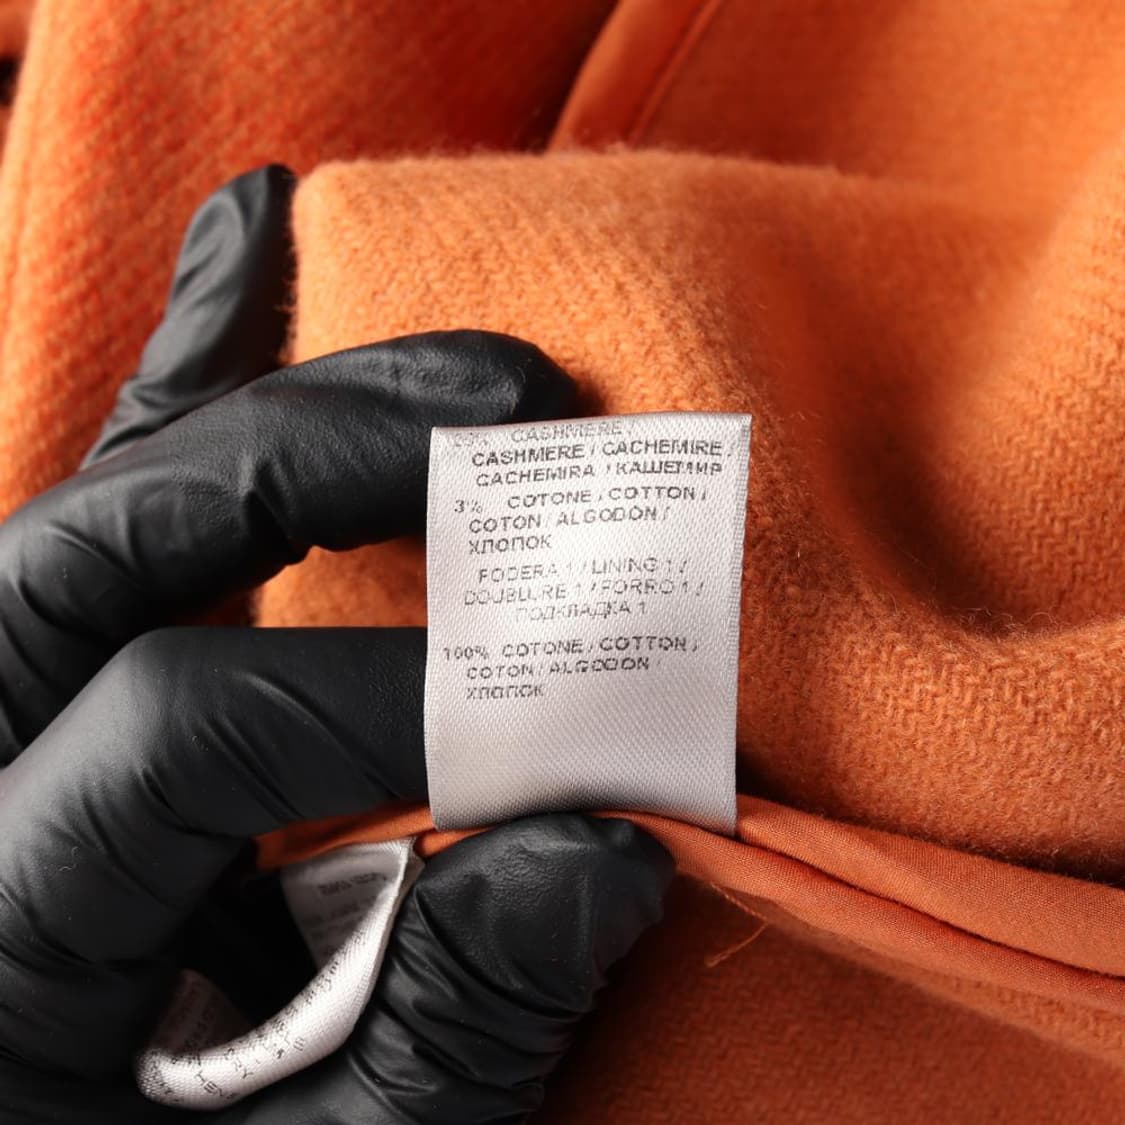 CASHMERE
CASHMERE / CACHEMIRE
CACHEMIRA / КАШЕМИР
3% COTONE / COTTON /
COTON / ALGODON /
ХЛОПОК
FODERA 1 / LINING 1 /
DOUBLURE 1 / FORRO 1 /
ПОДКЛАДКА 1
100% COTONE / COTTON /
COTON / ALGODON /
ХЛОПОК